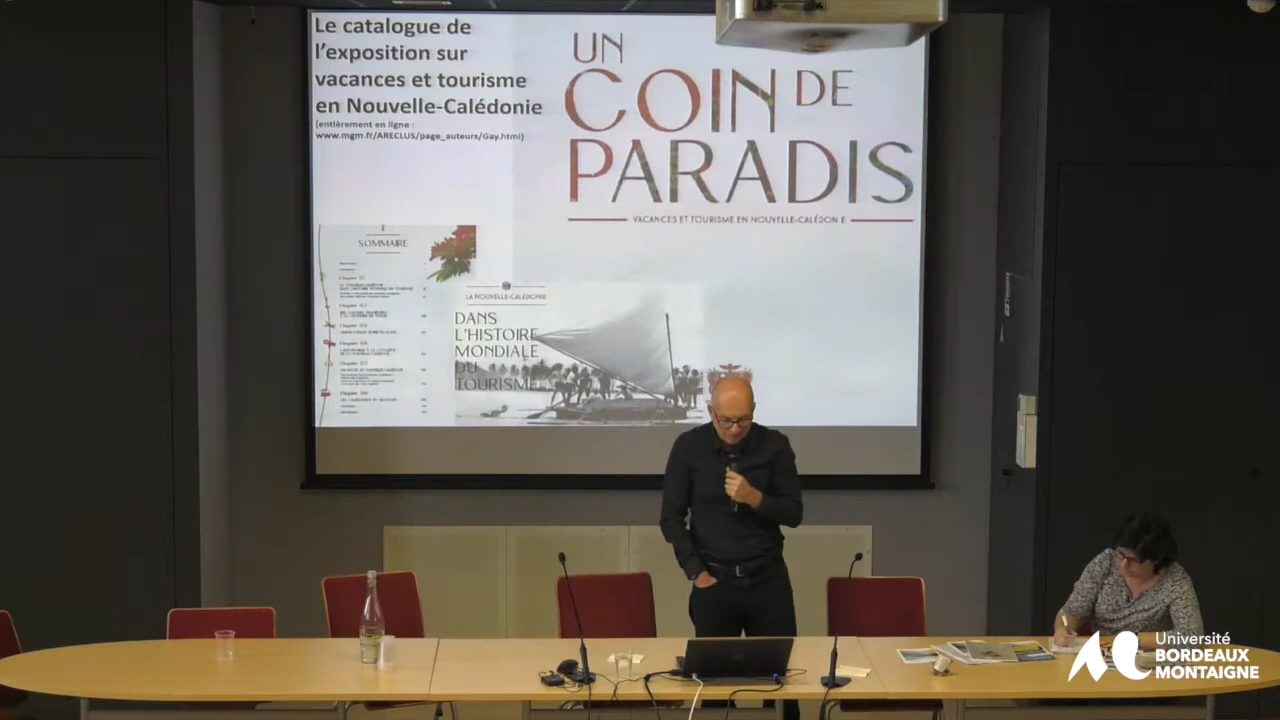 Le catalogue de
l'exposition sur
vacances et tourisme
en Nouvelle-Calédonie
(entièrement en ligne :
www.mgm.fr/ARECLUS/page_auteurs/Gay.html)
UN
COIN DE
PARADIS
VACANCES ET TOURISME EN NOUVELLE-CALÉDONIE
SOMMAIRE
LA NOUVELLE-CALÉDONIE
DANS
L'HISTOIRE
MONDIALE
DU
TOURISME
Université
BORDEAUX
MONTAIGNE